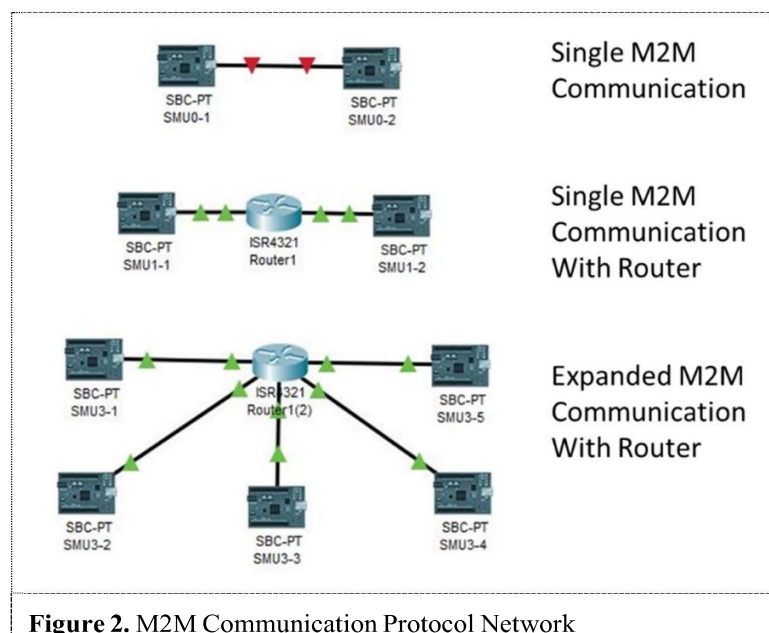 Single M2M
Communication
SBC-PT
SMU0-1
SBC-PT
SMU0-2
Single M2M
Communication
With Router
SBC-PT
SMU1-1
ISR4321
Router1
SBC-PT
SMU1-2
Expanded M2M
Communication
With Router
SBC-PT
SMU3-1
ISR4321
Router1(2)
SBC-PT
SMU3-5
SBC-PT
SMU3-2
SBC-PT
SMU3-3
SBC-PT
SMU3-4
Figure 2. M2M Communication Protocol Network